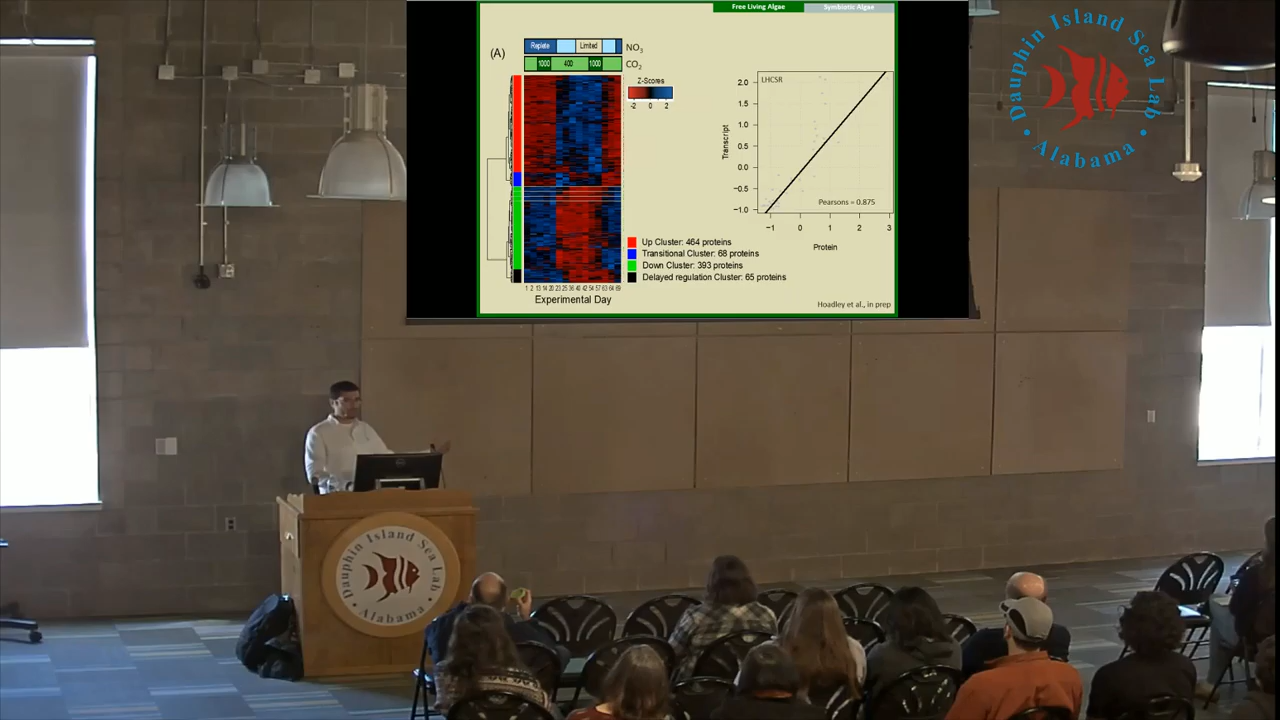 Free Living Algae
Symbiotic Algae
(A)
Replete
Limited
NO3
1000
400
1000
CO2
Z-Scores
-2 0 2
Experimental Day
Up Cluster: 464 proteins
Transitional Cluster: 68 proteins
Down Cluster: 393 proteins
Delayed regulation Cluster: 65 proteins
LHCSR
Transcript
2.0
1.5
1.0
0.5
0.0
−0.5
−1.0
Pearsons = 0.875
−1 0 1 2 3
Protein
Hoadley et al., in prep
Dauphin Island Sea Lab
• Alabama •
Dauphin Island Sea Lab
• Alabama •